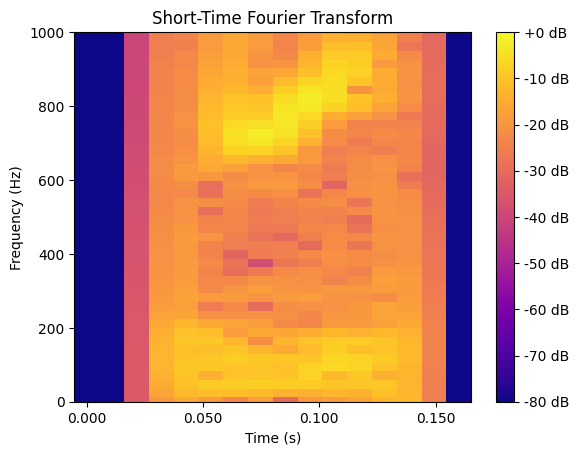 Short-Time Fourier Transform
1000
800
600
400
200
0
Frequency (Hz)
0.000
0.050
0.100
0.150
Time (s)
+0 dB
-10 dB
-20 dB
-30 dB
-40 dB
-50 dB
-60 dB
-70 dB
-80 dB